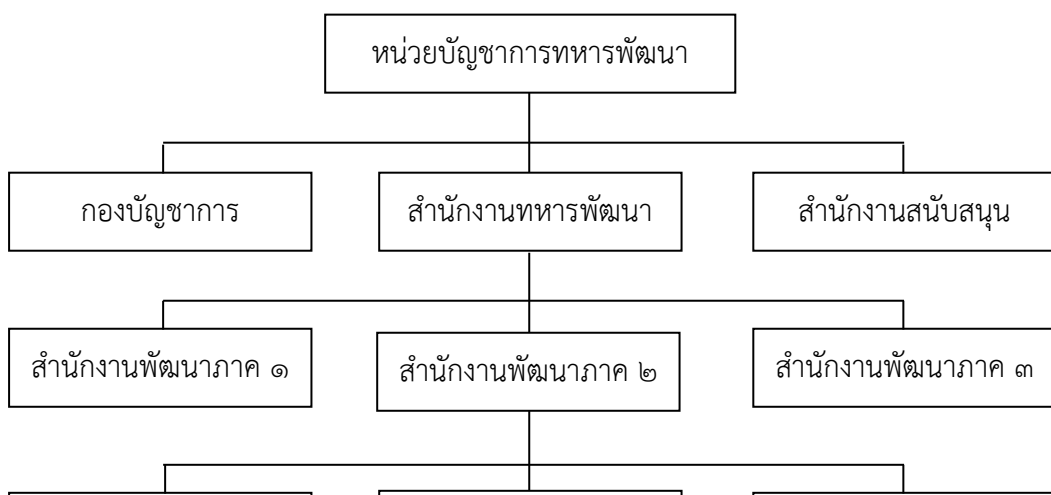 หน่วยบัญชาการทหารพัฒนา
กองบัญชาการ
สำนักงานทหารพัฒนา
สำนักงานสนับสนุน
สำนักงานพัฒนาภาค ๑
สำนักงานพัฒนาภาค ๒
สำนักงานพัฒนาภาค ๓